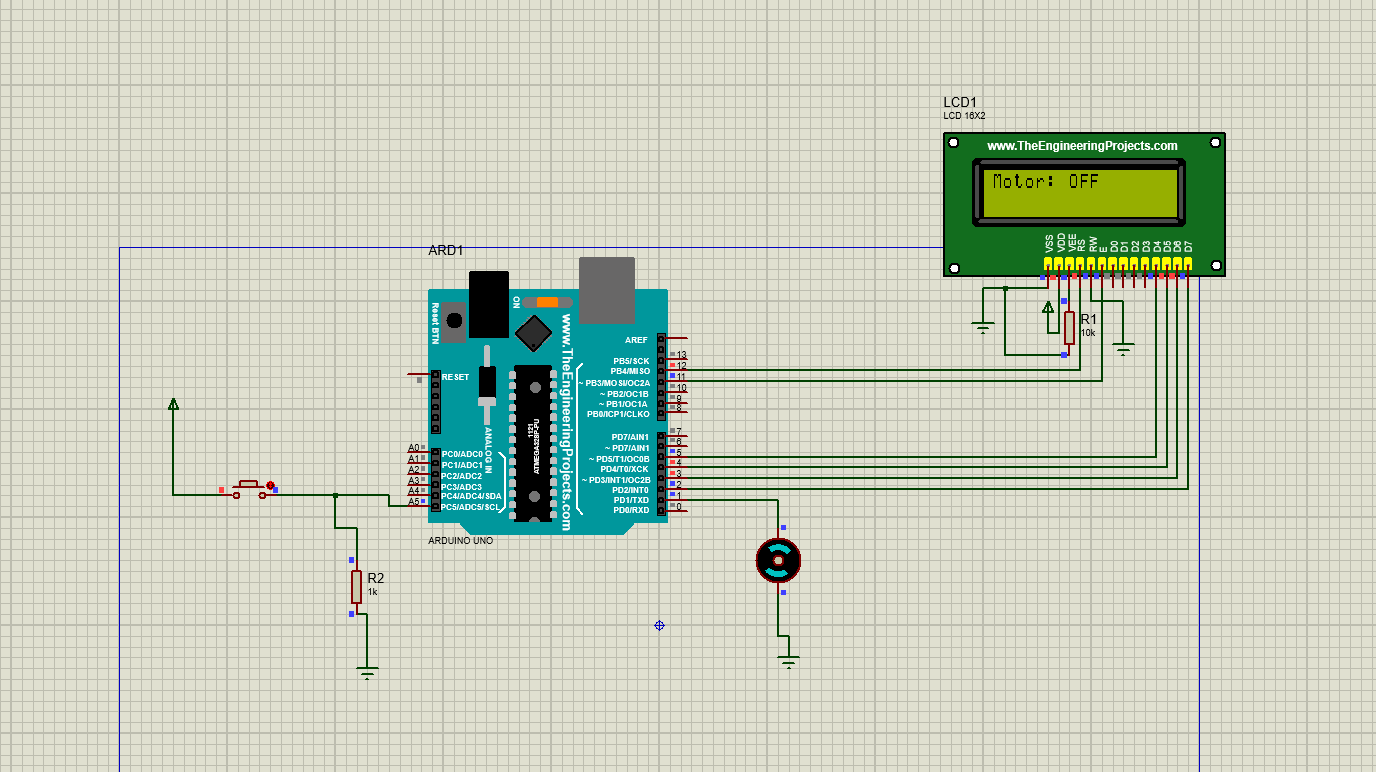 LCD1
LCD 16X2
www.TheEngineeringProjects.com
Motor: OFF
VSS
VDD
VEE
RS
RW
E
D0
D1
D2
D3
D4
D5
D6
D7
R1
10k
ARD1
Reset BTN
ON
www.TheEngineeringProjects.com
1121
ATMEGA328P-PU
ANALOG IN
RESET
A0 PC0/ADC0
A1 PC1/ADC1
A2 PC2/ADC2
A3 PC3/ADC3
A4 PC4/ADC4/SDA
A5 PC5/ADC5/SCL
AREF
PB5/SCK 13
PB4/MISO 12
~ PB3/MOSI/OC2A 11
~ PB2/OC1B 10
~ PB1/OC1A 9
PB0/ICP1/CLKO 8
PD7/AIN1 7
~ PD7/AIN1 6
~ PD5/T1/OC0B 5
PD4/T0/XCK 4
~ PD3/INT1/OC2B 3
PD2/INT0 2
PD1/TXD 1
PD0/RXD 0
ARDUINO UNO
R2
1k